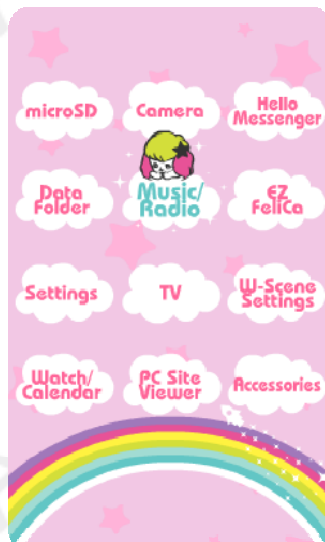 microSD
Camera
Hello
Messenger
Data
Folder
Music/
Radio
EZ
FeliCa
Settings
TV
W-Scene
Settings
Watch/
Calendar
PC Site
Viewer
Accessories